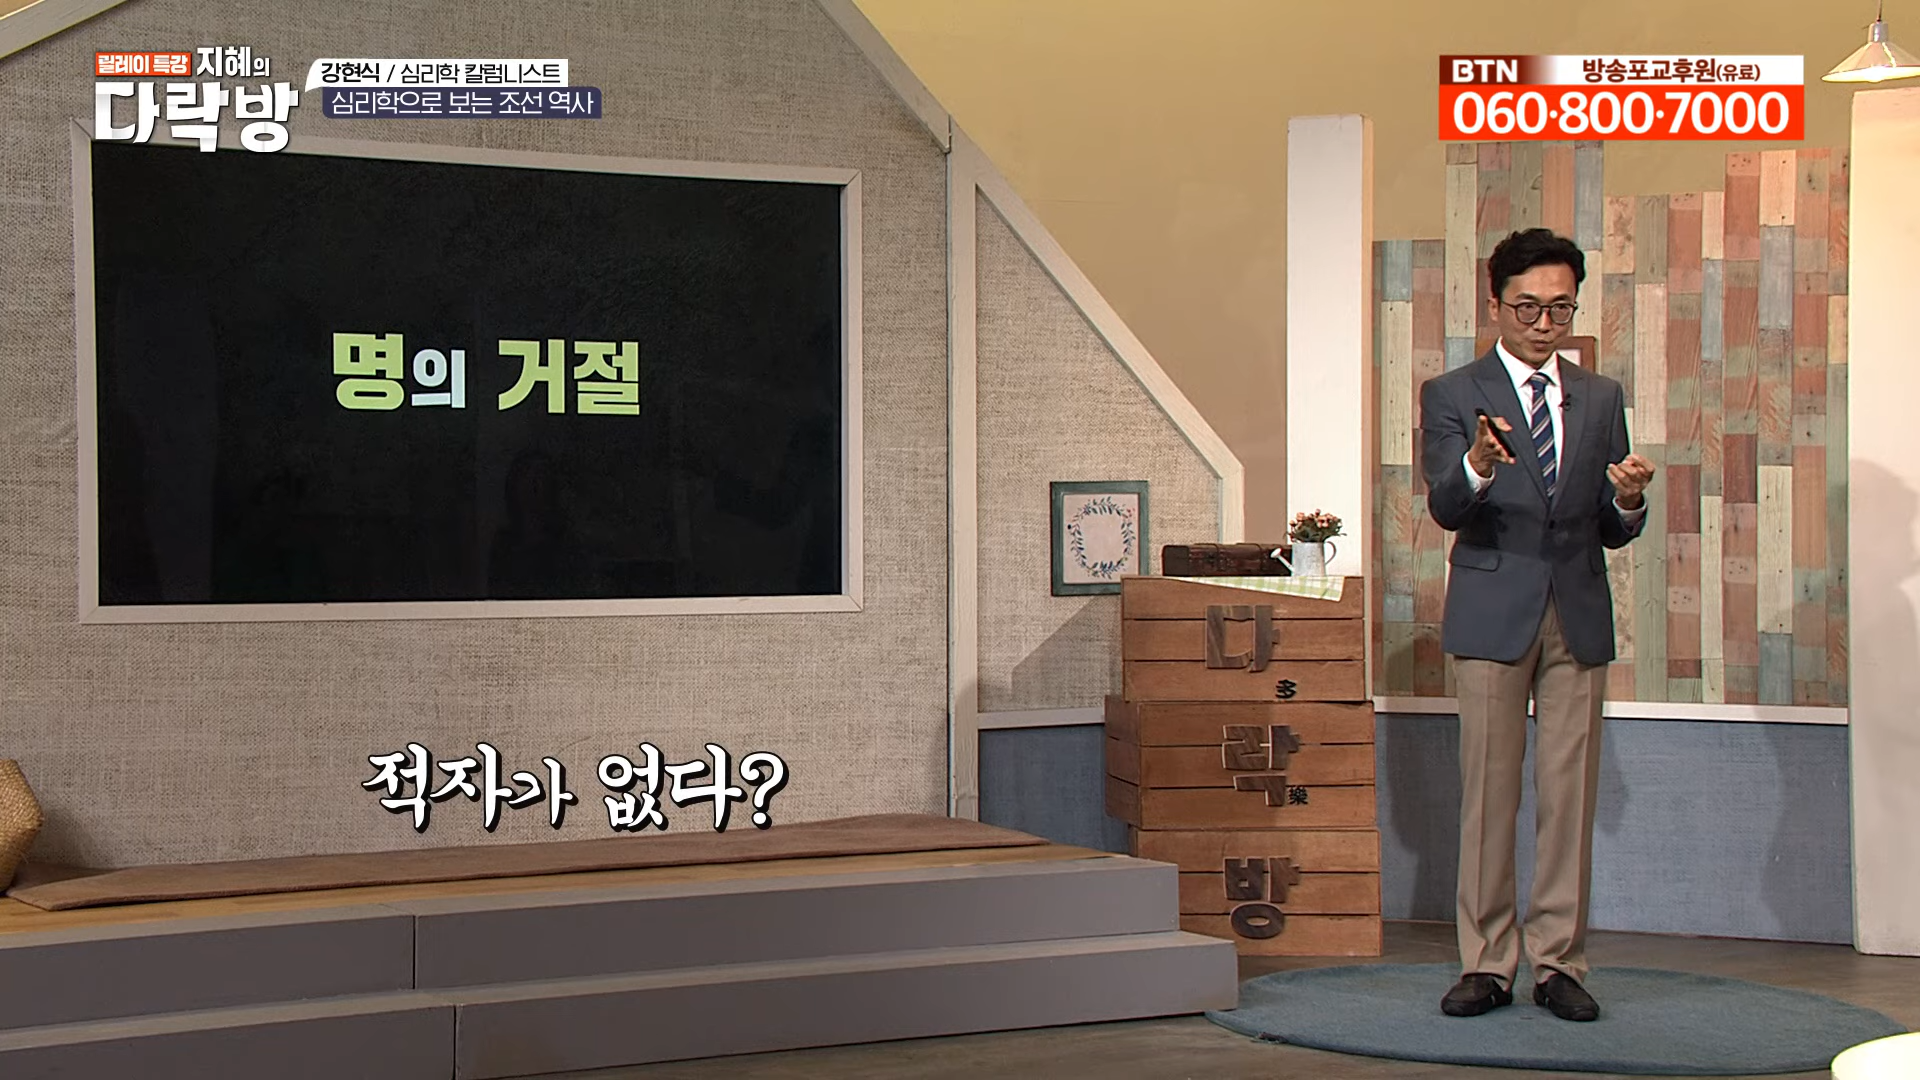 릴레이 특강 지혜의
다락방
강현식 / 심리학 칼럼니스트
심리학으로 보는 조선 역사
BTN 방송포교후원(유료)
060·800·7000
명의 거절
적자가 없다?
다
多
락
樂
방